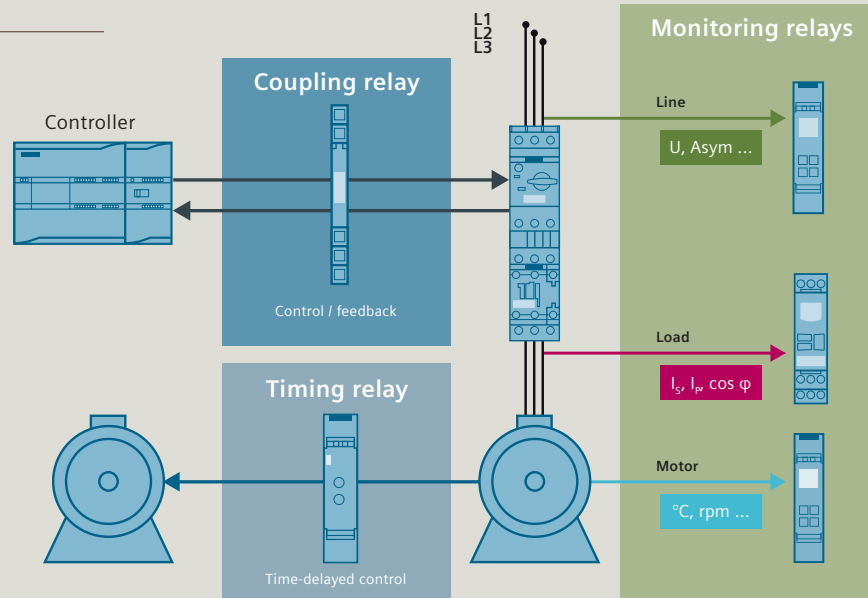 L1
L2
L3
Monitoring relays
Coupling relay
Controller
Line
U, Asym ...
Control / feedback
Load
Is, IP, cos φ
Timing relay
Motor
°C, rpm ...
Time-delayed control